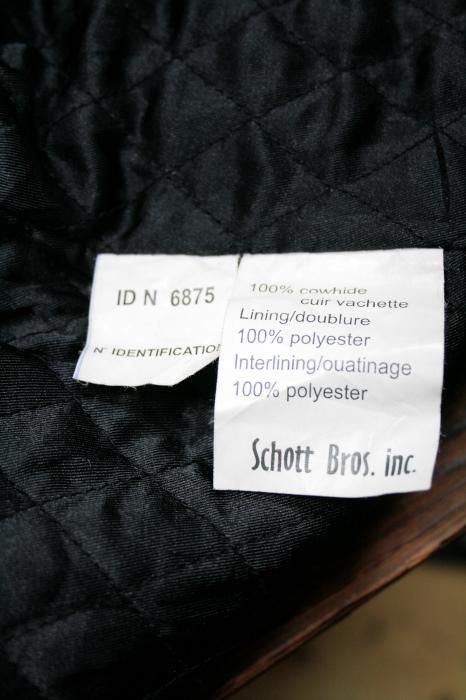 ID N 6875
N° IDENTIFICATIO
100% cowhide
cuir vachette
Lining/doublure
100% polyester
Interlining/ouatinage
100% polyester
Schott Bros. inc.